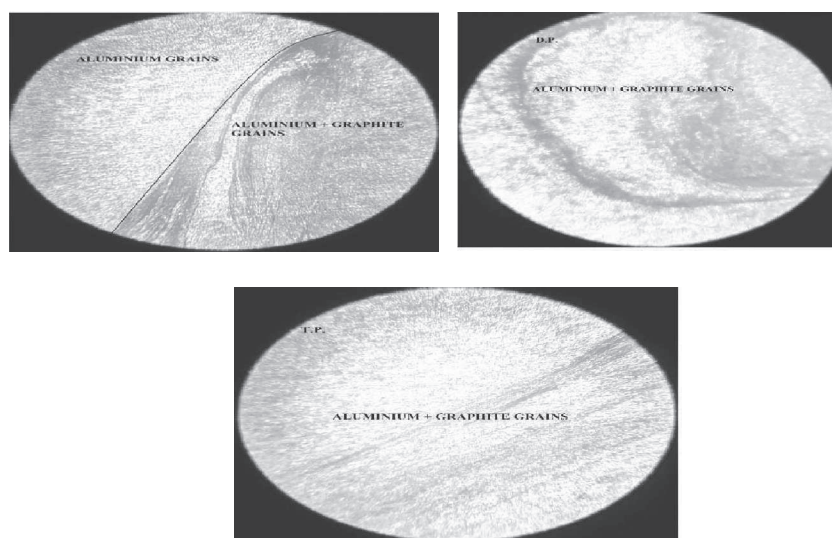 ALUMINIUM GRAINS
ALUMINIUM + GRAPHITE
GRAINS
D.P.
ALUMINIUM + GRAPHITE GRAINS
T.P.
ALUMINIUM + GRAPHITE GRAINS